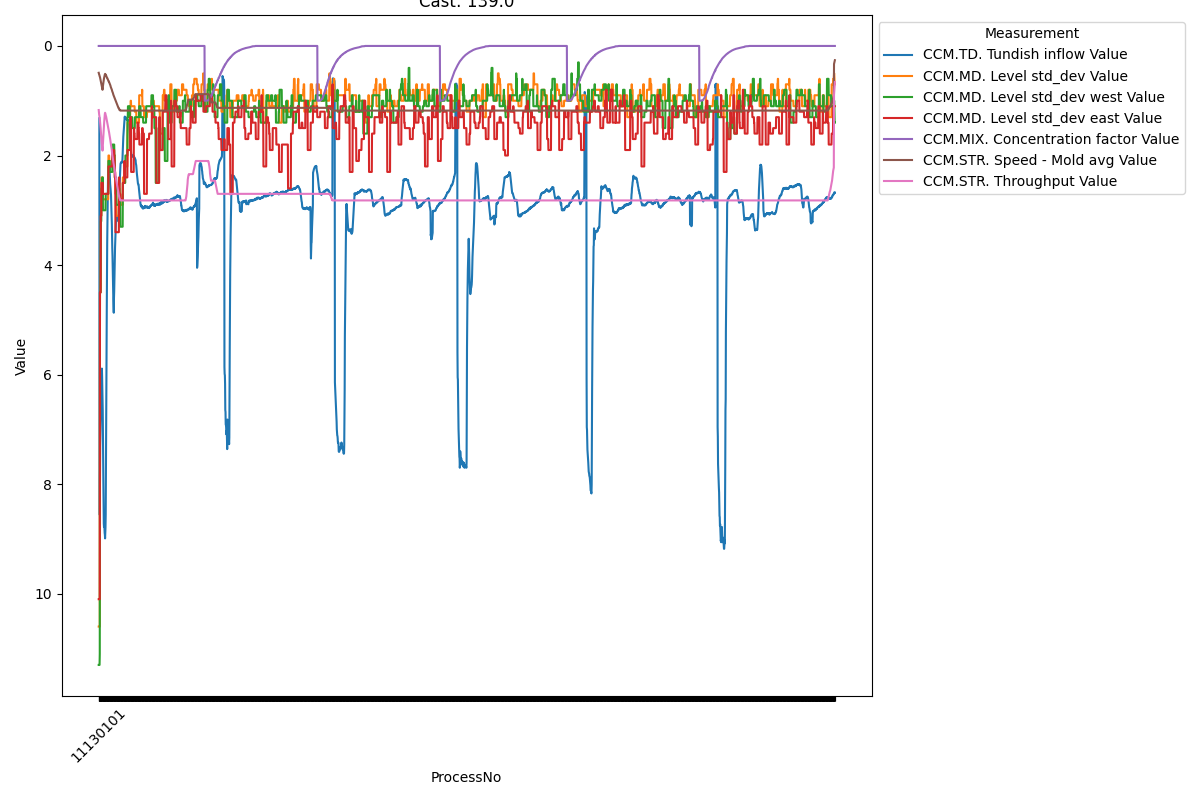 Cast: 139.0
Measurement
CCM.TD. Tundish inflow Value
CCM.MD. Level std_dev Value
CCM.MD. Level std_dev west Value
CCM.MD. Level std_dev east Value
CCM.MIX. Concentration factor Value
CCM.STR. Speed - Mold avg Value
CCM.STR. Throughput Value
0
2
4
6
8
10
Value
11130101
ProcessNo